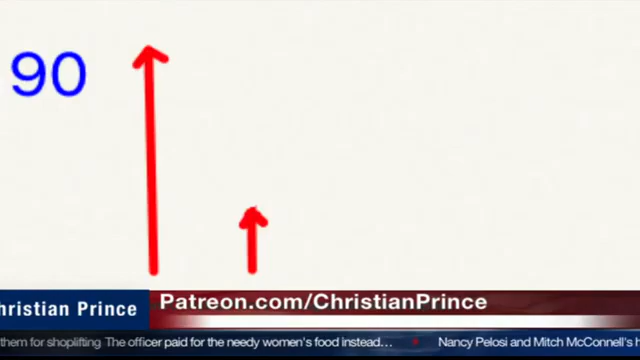 90
Patreon.com/ChristianPrince
hristian Prince
them for shoplifting The officer paid for the needy women's food instead... Nancy Pelosi and Mitch McConnell's